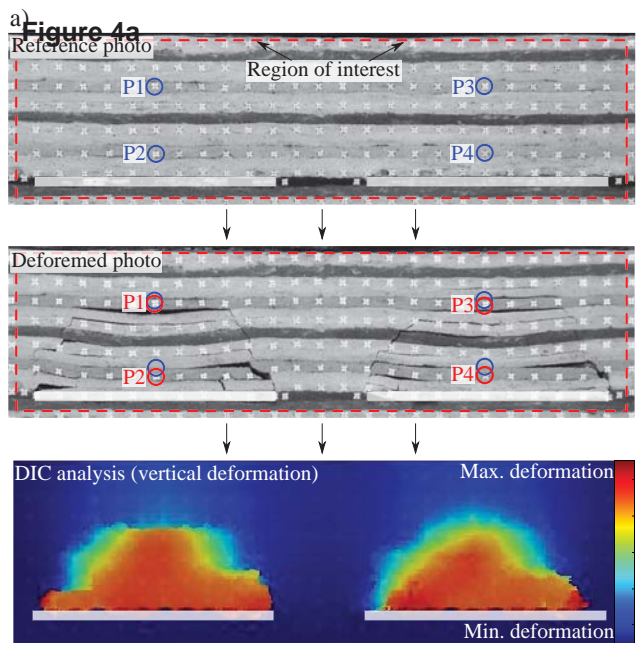 a)
Figure 4a
Reference photo
Region of interest
P1
P3
P2
P4
Deforemed photo
P1
P3
P2
P4
DIC analysis (vertical deformation)
Max. deformation
Min. deformation